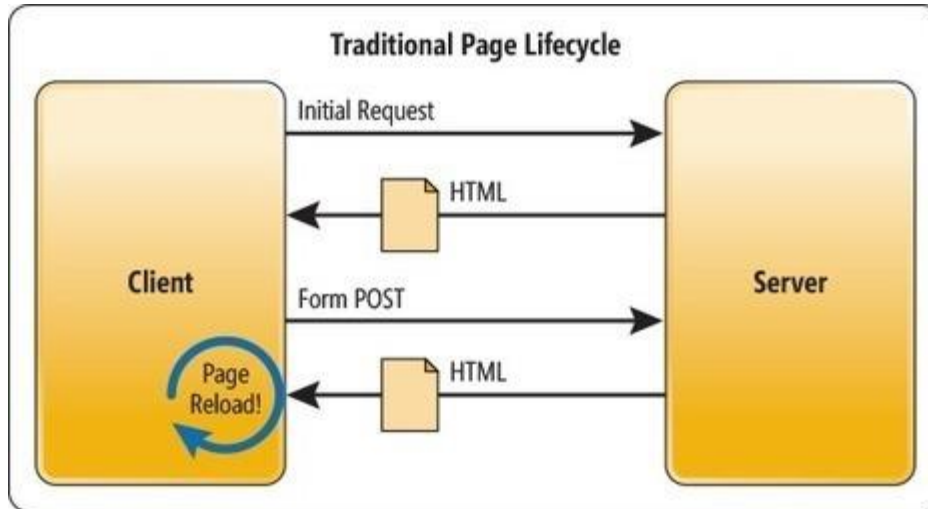 Traditional Page Lifecycle
Initial Request
HTML
Client
Server
Form POST
HTML
Page
Reload!